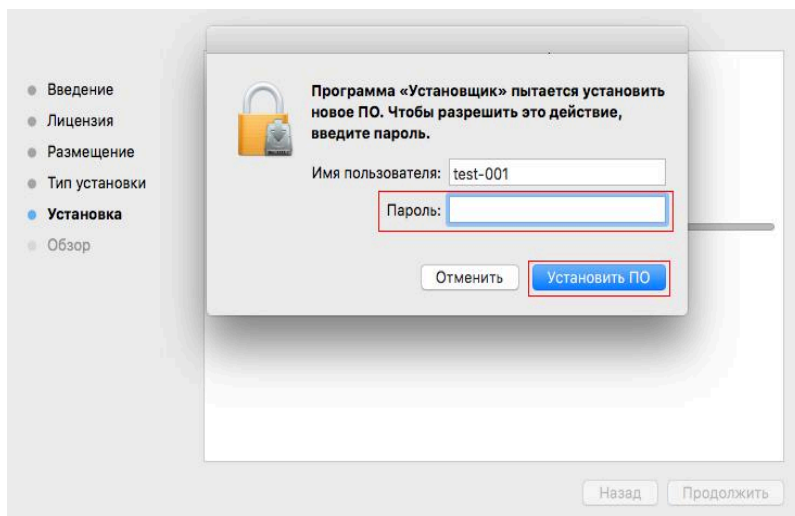 Введение
Лицензия
Размещение
Тип установки
Установка
Обзор
Программа «Установщик» пытается установить
новое ПО. Чтобы разрешить это действие,
введите пароль.
Имя пользователя: test-001
Пароль:
Отменить Установить ПО
Назад Продолжить